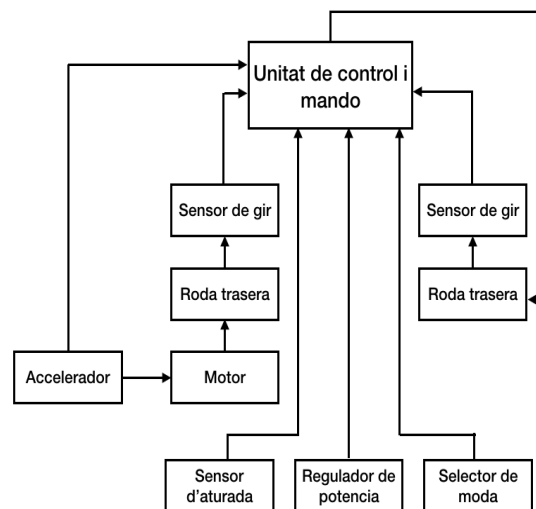 Unitat de control i
mando
Sensor de gir
Sensor de gir
Roda trasera
Roda trasera
Accelerador
Motor
Sensor
d'aturada
Regulador de
potencia
Selector de
moda